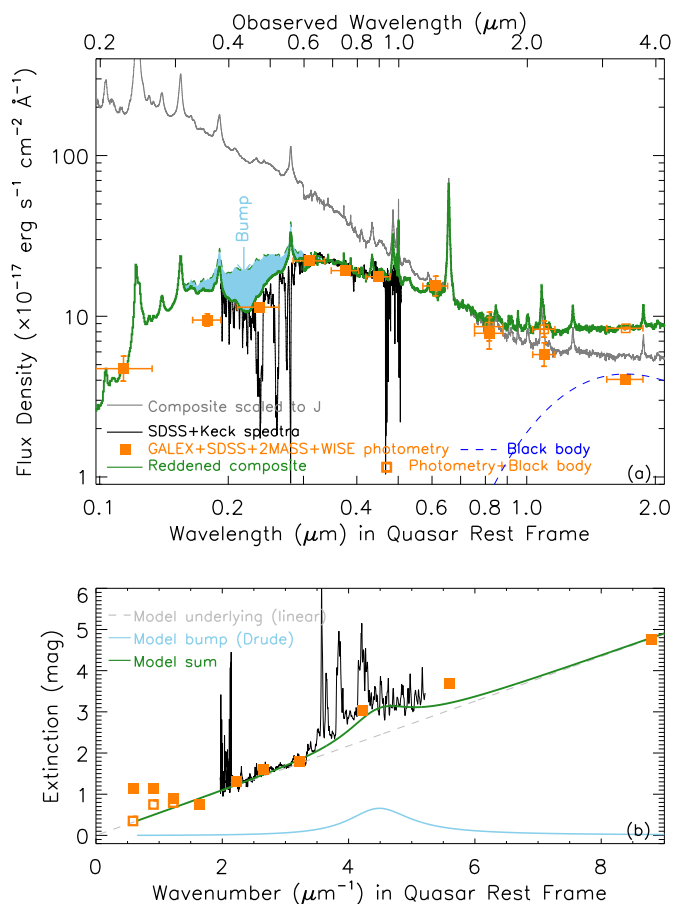 Obaserved Wavelength (μm)
0.2 0.4 0.6 0.8 1.0 2.0 4.0
Flux Density (×10⁻¹⁷ erg s⁻¹ cm⁻² Å⁻¹)
100
10
1
Bump
Composite scaled to J
SDSS+Keck spectra
GALEX+SDSS+2MASS+WISE photometry
Black body
Reddened composite
Photometry+Black body
(a)
0.1 0.2 0.4 0.6 0.8 1.0 2.0
Wavelength (μm) in Quasar Rest Frame
Extinction (mag)
6
5
4
3
2
1
0
Model underlying (linear)
Model bump (Drude)
Model sum
(b)
0 2 4 6 8
Wavenumber (μm⁻¹) in Quasar Rest Frame